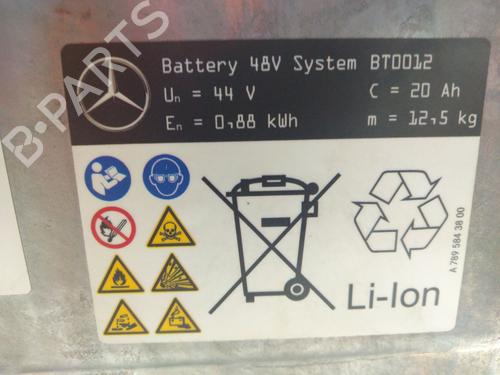 Battery 48V System BT0012
Uₙ = 44 V C = 20 Ah
Eₙ = 0,88 kWh m = 12,5 kg
Li-Ion
A 789 584 38 00
B-PARTS